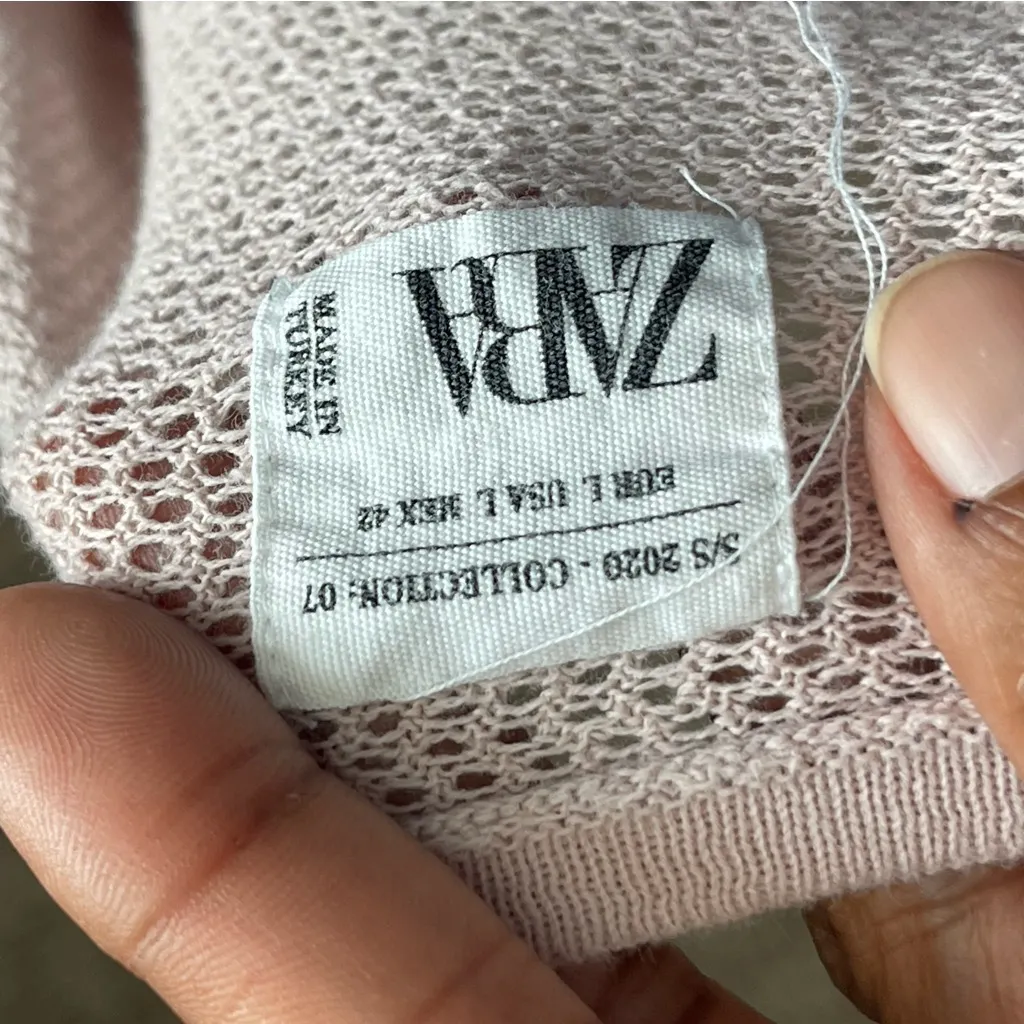 ZARA
MADE IN
TURKEY
EUR L USA L MEX 42
S/S 2020 - COLLECTION: 07